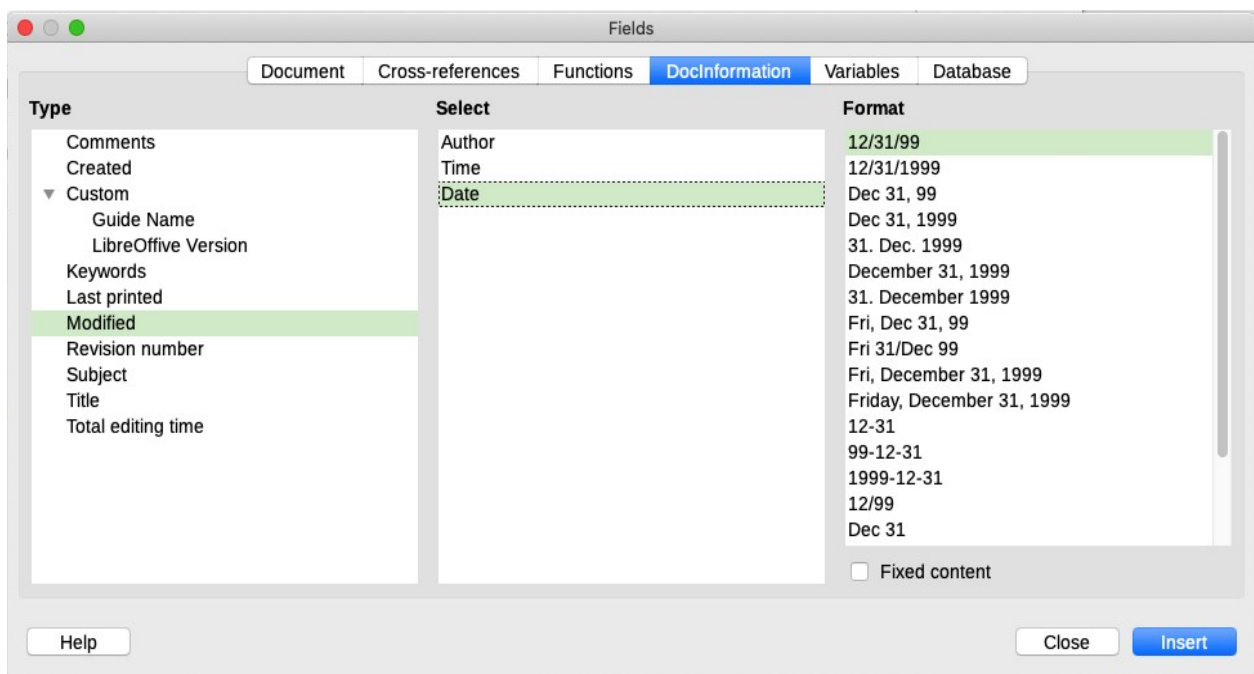 Fields
Document Cross-references Functions DocInformation Variables Database
Type
Comments
Created
Custom
Guide Name
LibreOffive Version
Keywords
Last printed
Modified
Revision number
Subject
Title
Total editing time
Select
Author
Time
Date
Format
12/31/99
12/31/1999
Dec 31, 99
Dec 31, 1999
31. Dec. 1999
December 31, 1999
31. December 1999
Fri, Dec 31, 99
Fri 31/Dec 99
Fri, December 31, 1999
Friday, December 31, 1999
12-31
99-12-31
1999-12-31
12/99
Dec 31
Fixed content
Help Close Insert